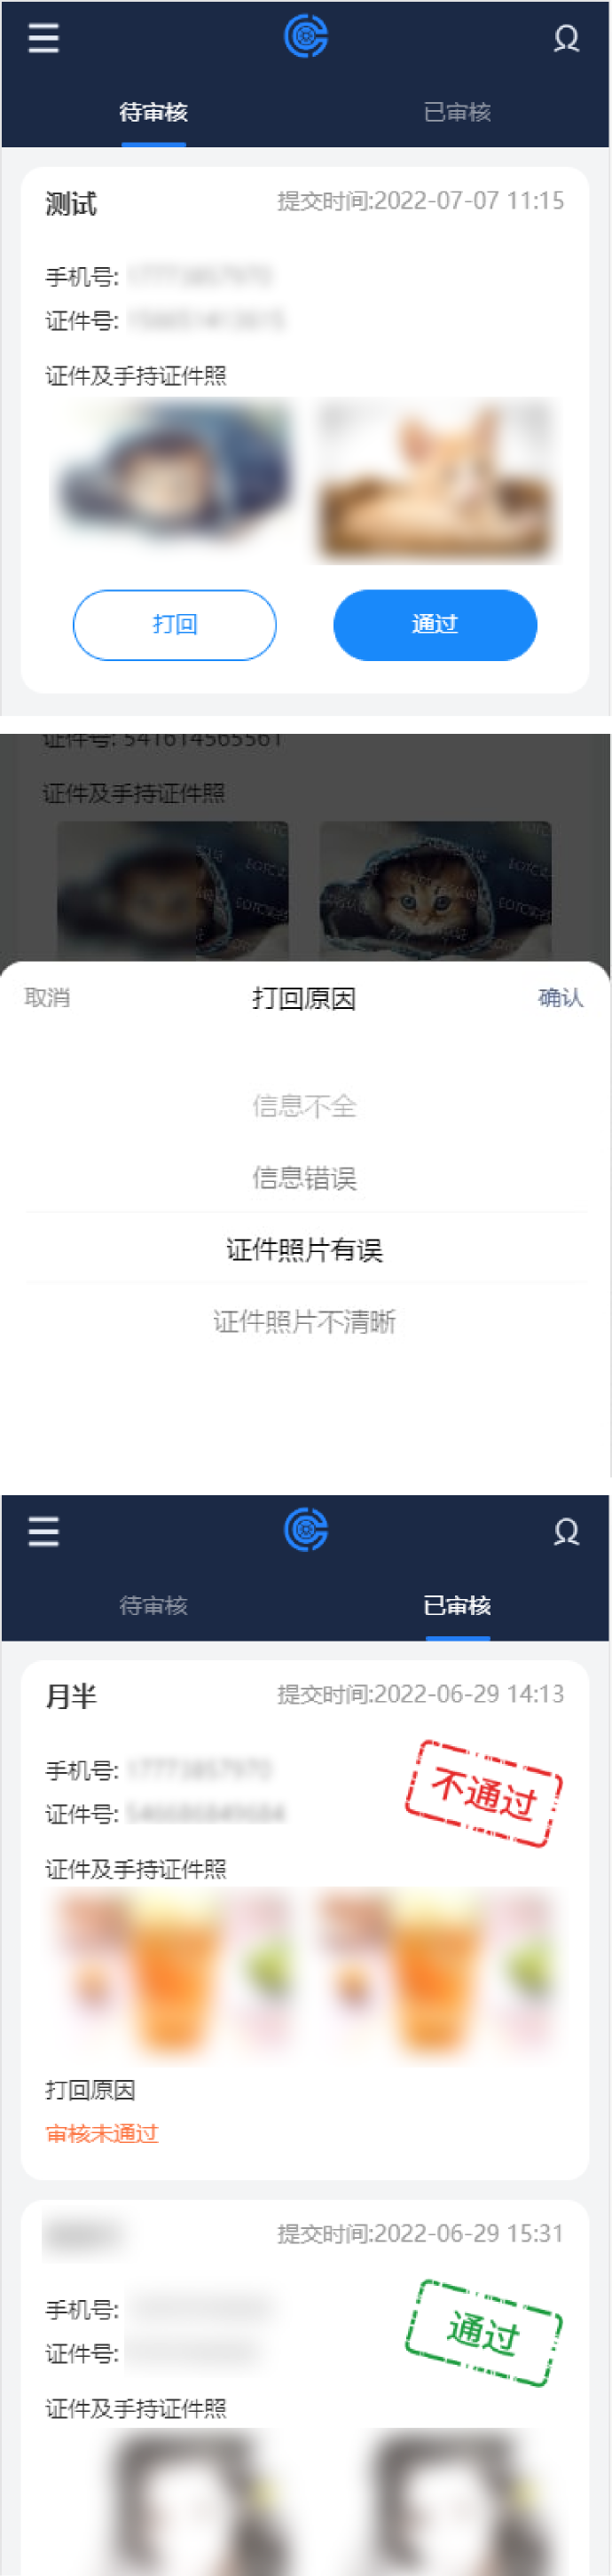 待审核 已审核
测试 提交时间:2022-07-07 11:15
手机号:
证件号:
证件及手持证件照
打回 通过
证件号: 541614565561
证件及手持证件照
取消 打回原因 确认
信息不全
信息错误
证件照片有误
证件照片不清晰
待审核 已审核
月半 提交时间:2022-06-29 14:13
手机号:
不通过
证件号:
证件及手持证件照
打回原因
审核未通过
提交时间:2022-06-29 15:31
手机号:
通过
证件号:
证件及手持证件照